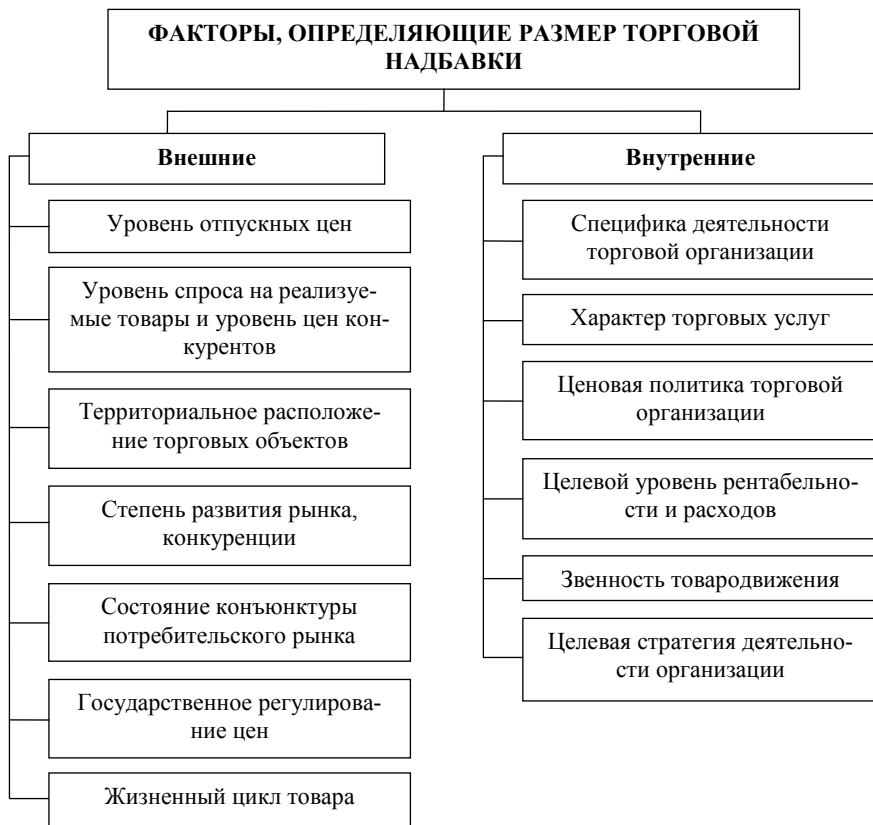 ФАКТОРЫ, ОПРЕДЕЛЯЮЩИЕ РАЗМЕР ТОРГОВОЙ
НАДБАВКИ
Внешние
Уровень отпускных цен
Уровень спроса на реализуе-
мые товары и уровень цен кон-
курентов
Территориальное расположе-
ние торговых объектов
Степень развития рынка,
конкуренции
Состояние конъюнктуры
потребительского рынка
Государственное регулирова-
ние цен
Жизненный цикл товара
Внутренние
Специфика деятельности
торговой организации
Характер торговых услуг
Ценовая политика торговой
организации
Целевой уровень рентабельно-
сти и расходов
Звенность товародвижения
Целевая стратегия деятельно-
сти организации